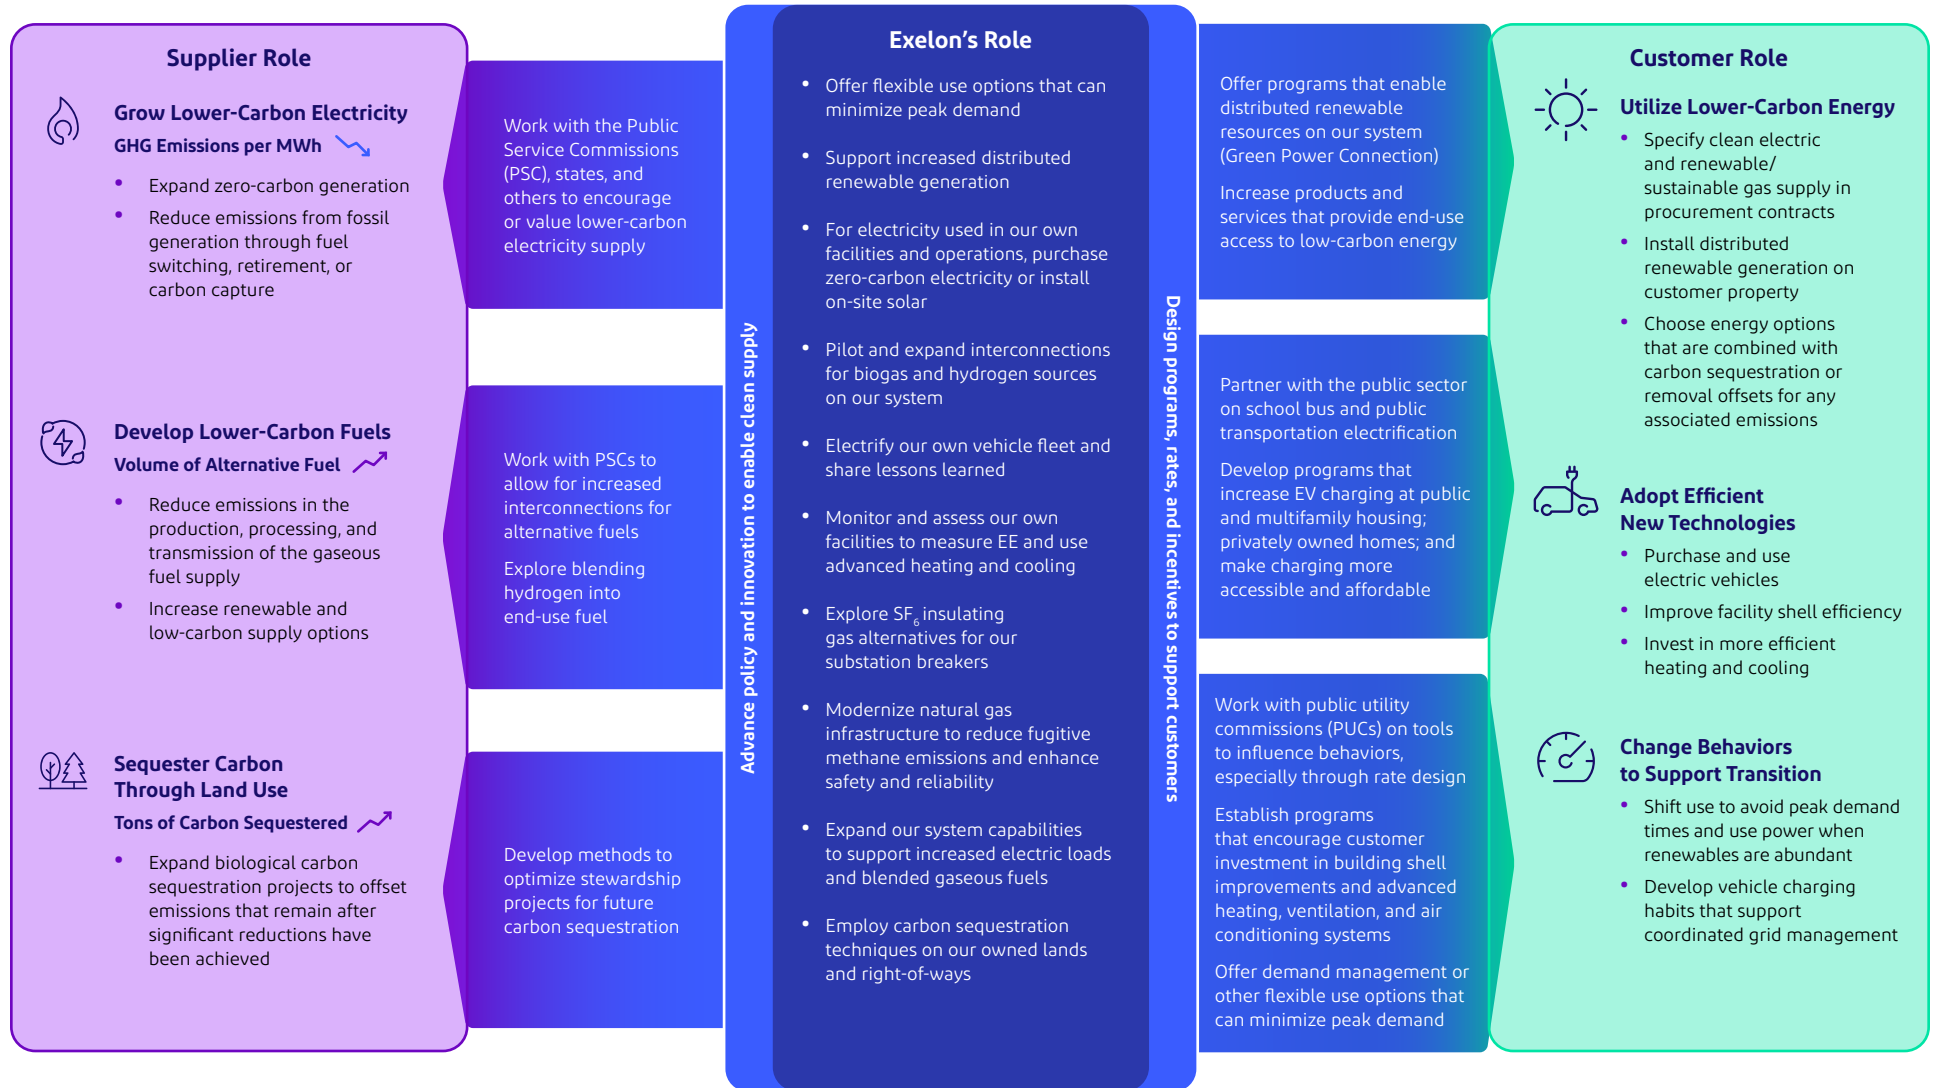 Supplier Role
Grow Lower-Carbon Electricity
GHG Emissions per MWh
• Expand zero-carbon generation
• Reduce emissions from fossil
generation through fuel
switching, retirement, or
carbon capture
Develop Lower-Carbon Fuels
Volume of Alternative Fuel
• Reduce emissions in the
production, processing, and
transmission of the gaseous
fuel supply
• Increase renewable and
low-carbon supply options
Sequester Carbon
Through Land Use
Tons of Carbon Sequestered
• Expand biological carbon
sequestration projects to offset
emissions that remain after
significant reductions have
been achieved
Work with the Public
Service Commissions
(PSC), states, and
others to encourage
or value lower-carbon
electricity supply
Work with PSCs to
allow for increased
interconnections for
alternative fuels
Explore blending
hydrogen into
end-use fuel
Develop methods to
optimize stewardship
projects for future
carbon sequestration
Advance policy and innovation to enable clean supply
Exelon's Role
• Offer flexible use options that can
minimize peak demand
• Support increased distributed
renewable generation
• For electricity used in our own
facilities and operations, purchase
zero-carbon electricity or install
on-site solar
• Pilot and expand interconnections
for biogas and hydrogen sources
on our system
• Electrify our own vehicle fleet and
share lessons learned
• Monitor and assess our own
facilities to measure EE and use
advanced heating and cooling
• Explore SF6 insulating
gas alternatives for our
substation breakers
• Modernize natural gas
infrastructure to reduce fugitive
methane emissions and enhance
safety and reliability
• Expand our system capabilities
to support increased electric loads
and blended gaseous fuels
• Employ carbon sequestration
techniques on our owned lands
and right-of-ways
Design programs, rates, and incentives to support customers
Offer programs that enable
distributed renewable
resources on our system
(Green Power Connection)
Increase products and
services that provide end-use
access to low-carbon energy
Partner with the public sector
on school bus and public
transportation electrification
Develop programs that
increase EV charging at public
and multifamily housing;
privately owned homes; and
make charging more
accessible and affordable
Work with public utility
commissions (PUCs) on tools
to influence behaviors,
especially through rate design
Establish programs
that encourage customer
investment in building shell
improvements and advanced
heating, ventilation, and air
conditioning systems
Offer demand management or
other flexible use options that
can minimize peak demand
Customer Role
Utilize Lower-Carbon Energy
• Specify clean electric
and renewable/
sustainable gas supply in
procurement contracts
• Install distributed
renewable generation on
customer property
• Choose energy options
that are combined with
carbon sequestration or
removal offsets for any
associated emissions
Adopt Efficient
New Technologies
• Purchase and use
electric vehicles
• Improve facility shell efficiency
• Invest in more efficient
heating and cooling
Change Behaviors
to Support Transition
• Shift use to avoid peak demand
times and use power when
renewables are abundant
• Develop vehicle charging
habits that support
coordinated grid management